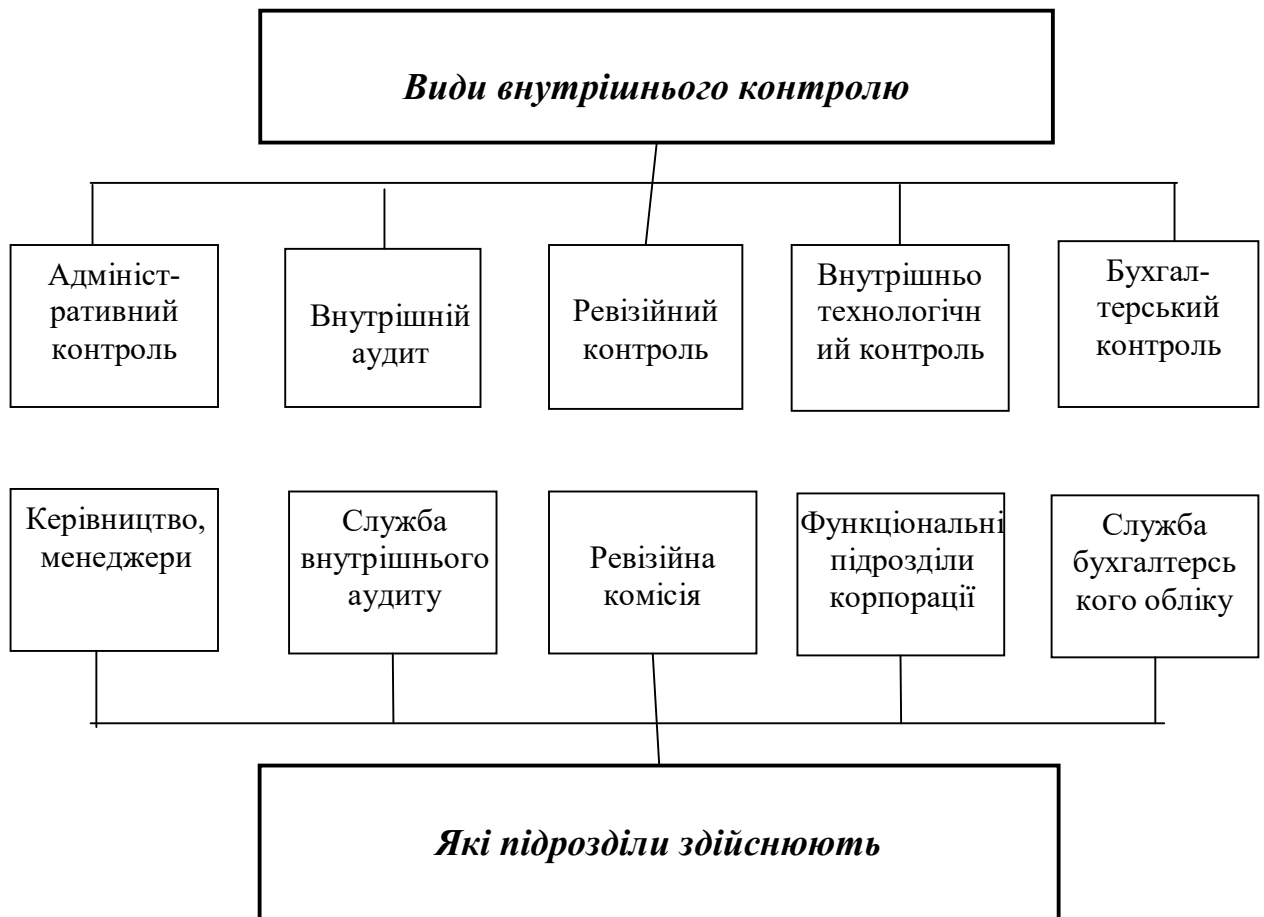 Види внутрішнього контролю
Адмініст-
ративний
контроль
Внутрішній
аудит
Ревізійний
контроль
Внутрішньо
технологічн
ий контроль
Бухгал-
терський
контроль
Керівництво,
менеджери
Служба
внутрішнього
аудиту
Ревізійна
комісія
Функціональні
підрозділи
корпорації
Служба
бухгалтерсь
кого обліку
Які підрозділи здійснюють